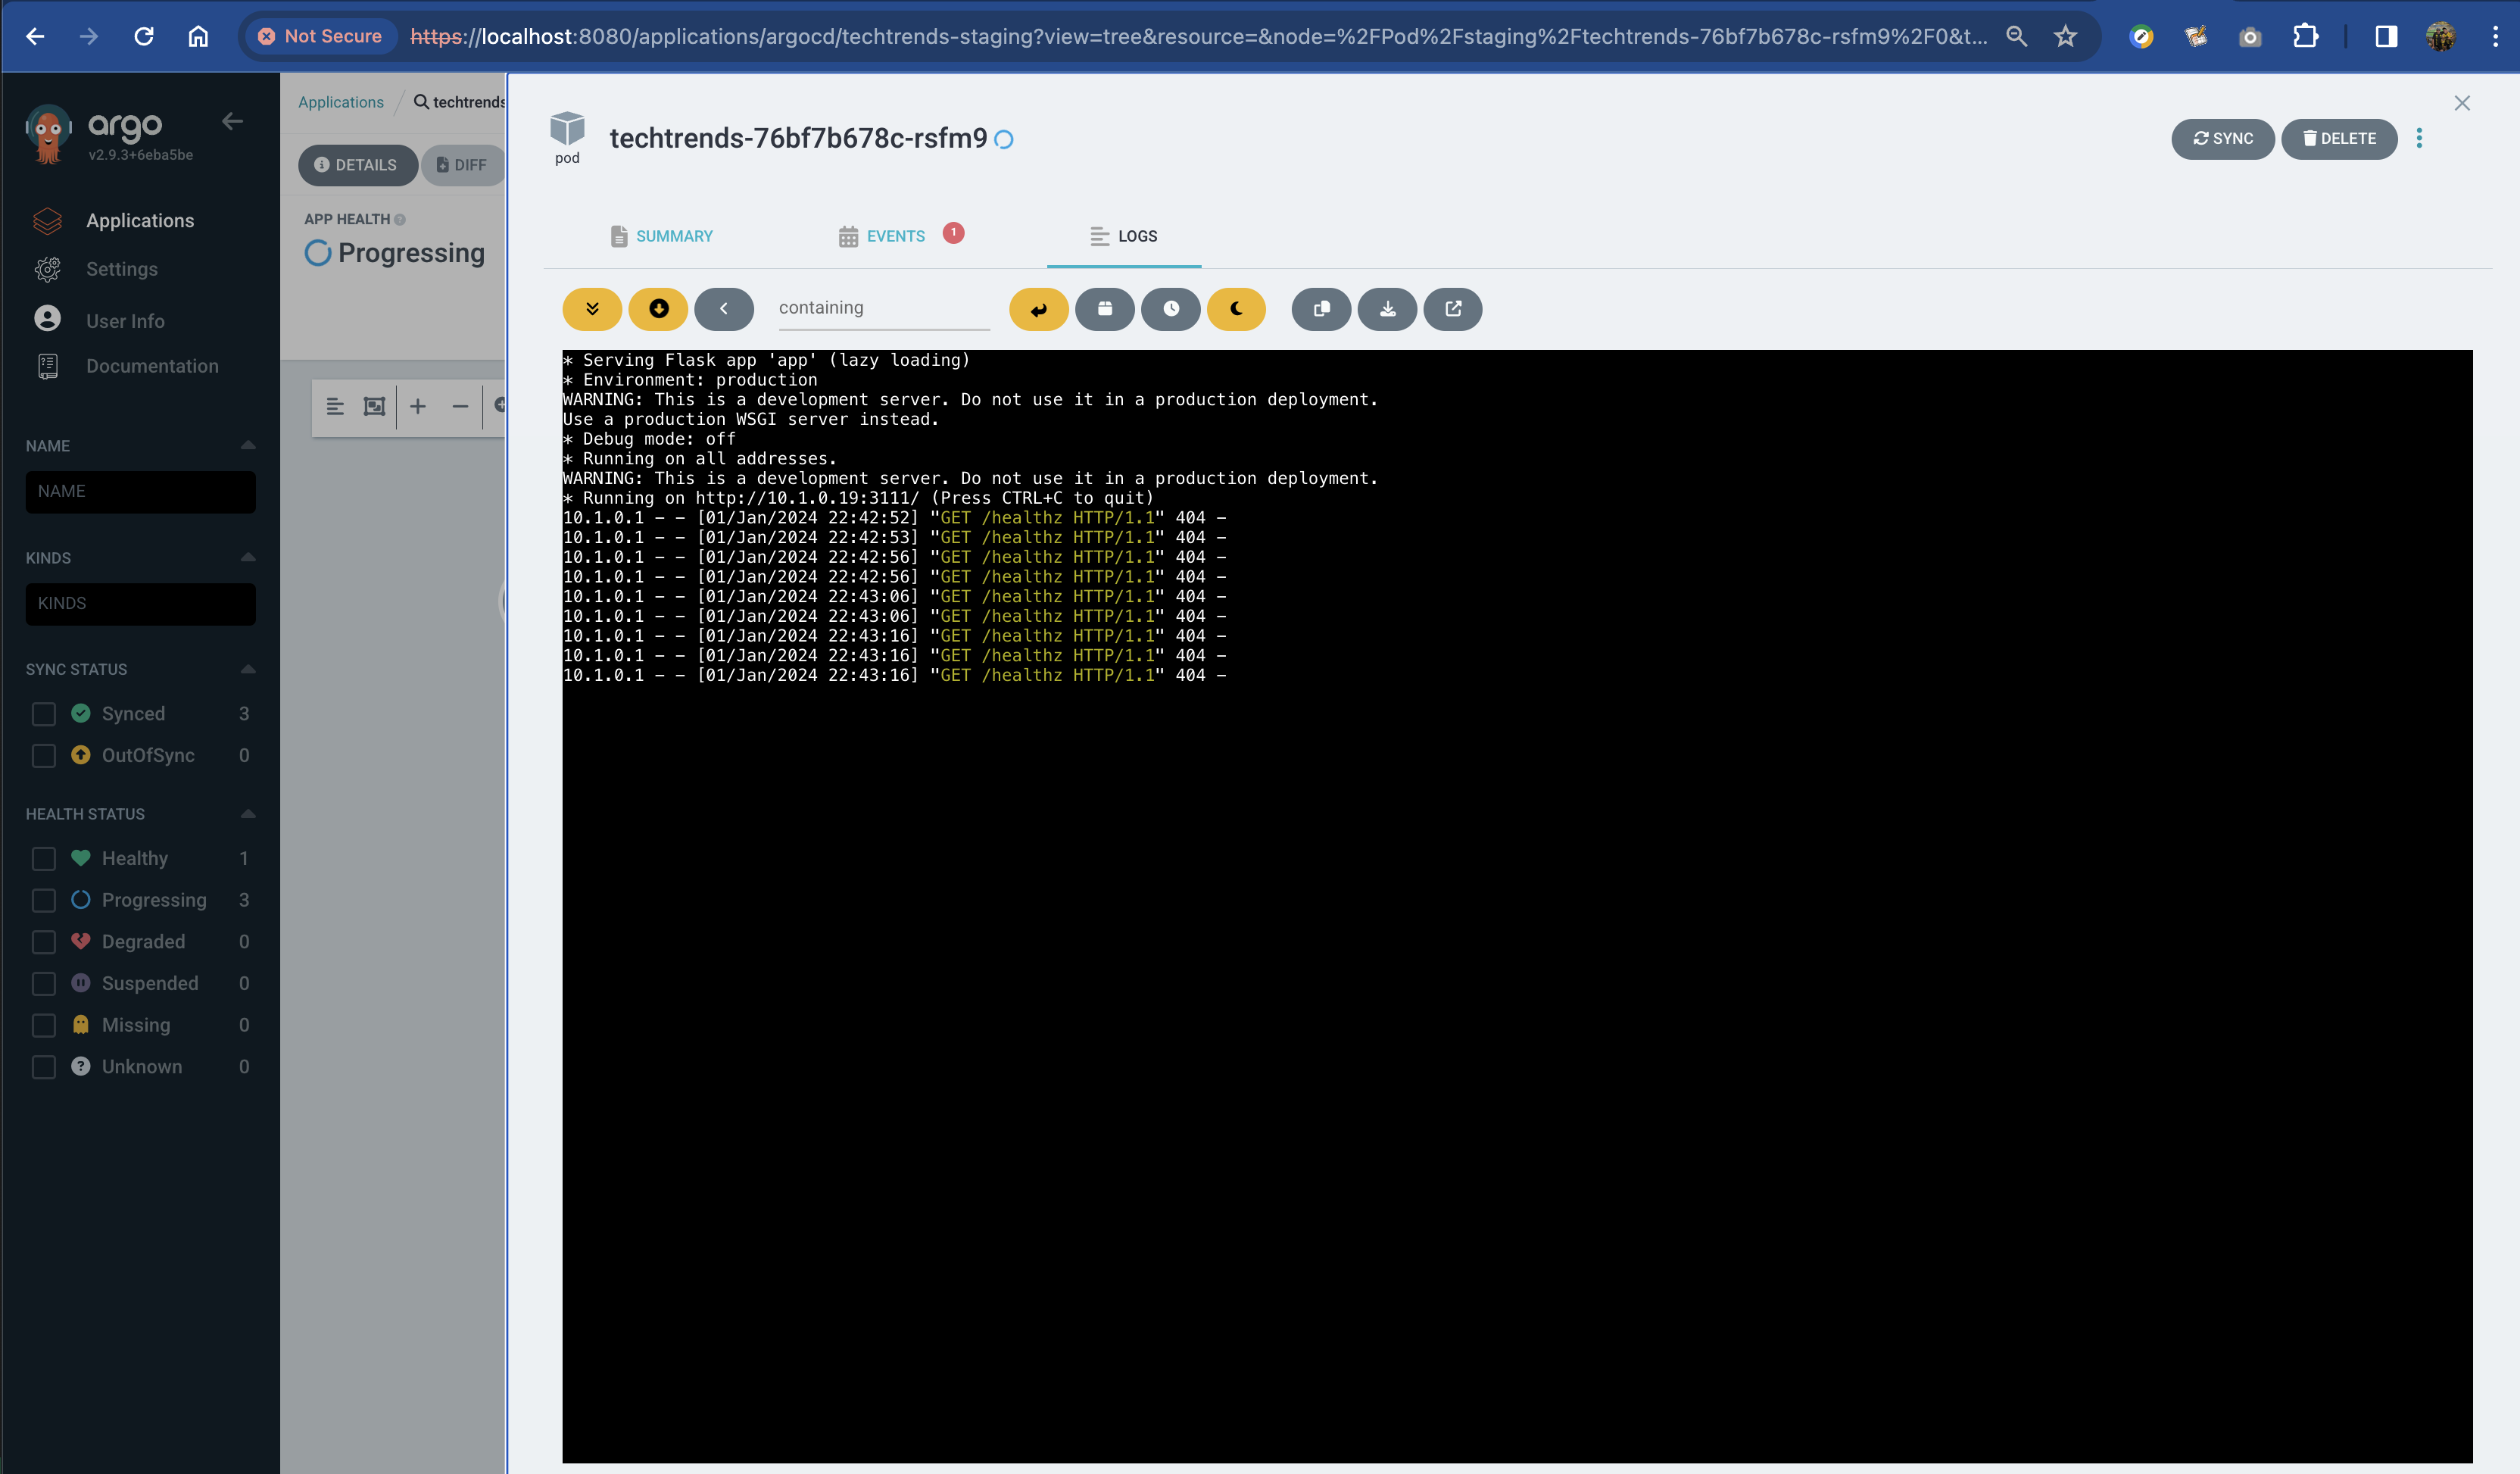 Not Secure
https://localhost:8080/applications/argocd/techtrends-staging?view=tree&resource=&node=%2FPod%2Fstaging%2Ftechtrends-76bf7b678c-rsfm9%2F0&t...
argo
v2.9.3+6eba5be
Applications
Settings
User Info
Documentation
NAME
NAME
KINDS
KINDS
SYNC STATUS
Synced 3
OutOfSync 0
HEALTH STATUS
Healthy 1
Progressing 3
Degraded 0
Suspended 0
Missing 0
Unknown 0
Applications / techtrends
DETAILS DIFF
APP HEALTH
Progressing
pod
techtrends-76bf7b678c-rsfm9
SYNC DELETE
SUMMARY EVENTS 1 LOGS
containing
* Serving Flask app 'app' (lazy loading)
* Environment: production
WARNING: This is a development server. Do not use it in a production deployment.
Use a production WSGI server instead.
* Debug mode: off
* Running on all addresses.
WARNING: This is a development server. Do not use it in a production deployment.
* Running on http://10.1.0.19:3111/ (Press CTRL+C to quit)
10.1.0.1 - - [01/Jan/2024 22:42:52] "GET /healthz HTTP/1.1" 404 -
10.1.0.1 - - [01/Jan/2024 22:42:53] "GET /healthz HTTP/1.1" 404 -
10.1.0.1 - - [01/Jan/2024 22:42:56] "GET /healthz HTTP/1.1" 404 -
10.1.0.1 - - [01/Jan/2024 22:42:56] "GET /healthz HTTP/1.1" 404 -
10.1.0.1 - - [01/Jan/2024 22:43:06] "GET /healthz HTTP/1.1" 404 -
10.1.0.1 - - [01/Jan/2024 22:43:06] "GET /healthz HTTP/1.1" 404 -
10.1.0.1 - - [01/Jan/2024 22:43:16] "GET /healthz HTTP/1.1" 404 -
10.1.0.1 - - [01/Jan/2024 22:43:16] "GET /healthz HTTP/1.1" 404 -
10.1.0.1 - - [01/Jan/2024 22:43:16] "GET /healthz HTTP/1.1" 404 -